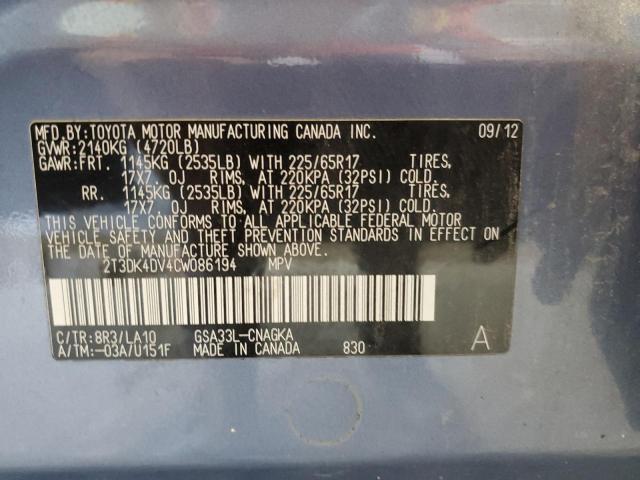 MFD.BY:TOYOTA MOTOR MANUFACTURING CANADA INC. 09/12
GVWR:2140KG (4720LB)
GAWR:FRT. 1145KG (2535LB) WITH 225/65R17 TIRES,
17X7. OJ RIMS, AT 220KPA (32PSI) COLD.
RR. 1145KG (2535LB) WITH 225/65R17 TIRES,
17X7. OJ RIMS, AT 220KPA (32PSI) COLD.
THIS VEHICLE CONFORMS TO ALL APPLICABLE FEDERAL MOTOR
VEHICLE SAFETY AND THEFT PREVENTION STANDARDS IN EFFECT ON
THE DATE OF MANUFACTURE SHOWN ABOVE.
2T3DK4DV4CW086194 MPV
C/TR:8R3/LA10 GSA33L-CNAGKA
A/TM:-03A/U151F MADE IN CANADA 830 A